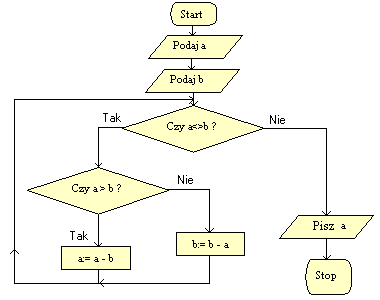 Start
Podaj a
Podaj b
Czy a<>b ?
Tak
Nie
Czy a > b ?
Nie
Tak
a:= a - b
b:= b - a
Pisz a
Stop